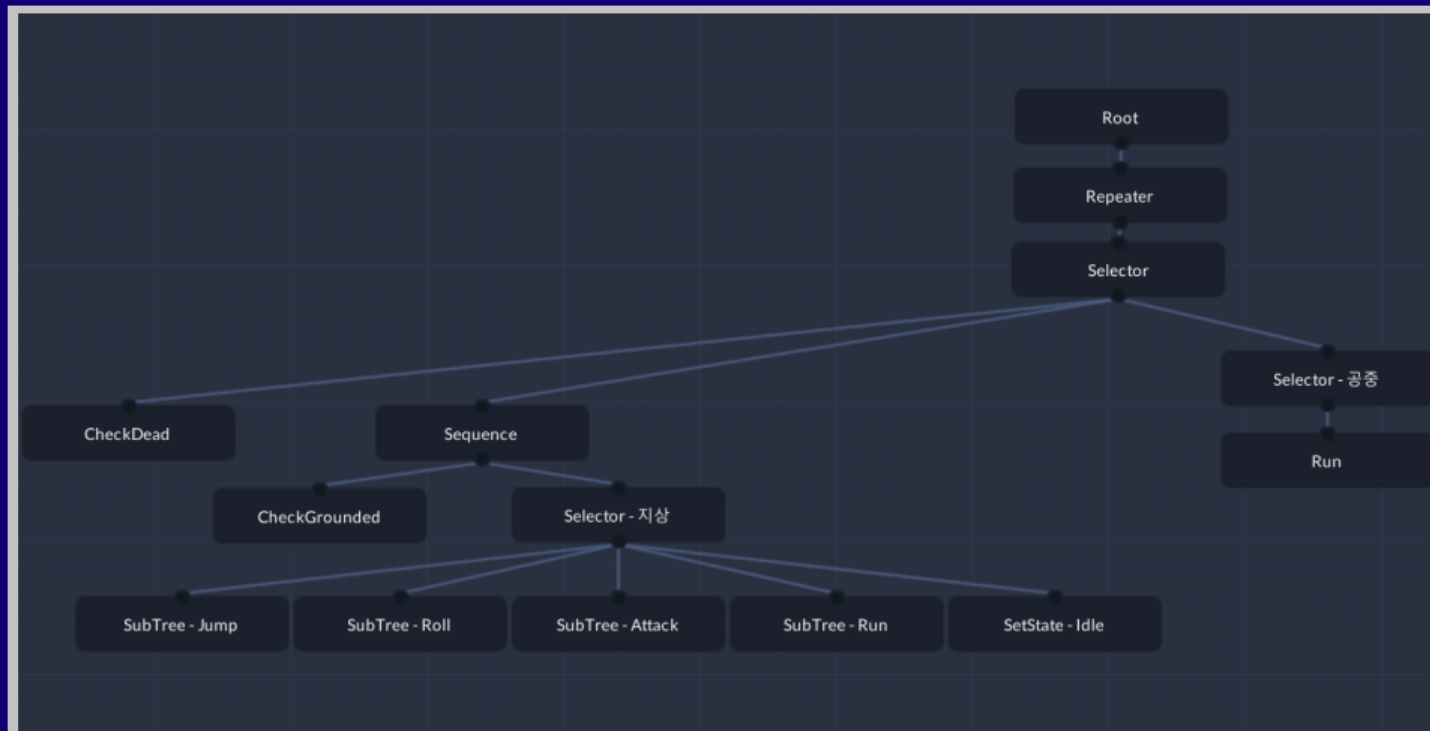 Root
Repeater
Selector
Selector - 공중
CheckDead
Sequence
Run
CheckGrounded
Selector - 지상
SubTree - Jump
SubTree - Roll
SubTree - Attack
SubTree - Run
SetState - Idle